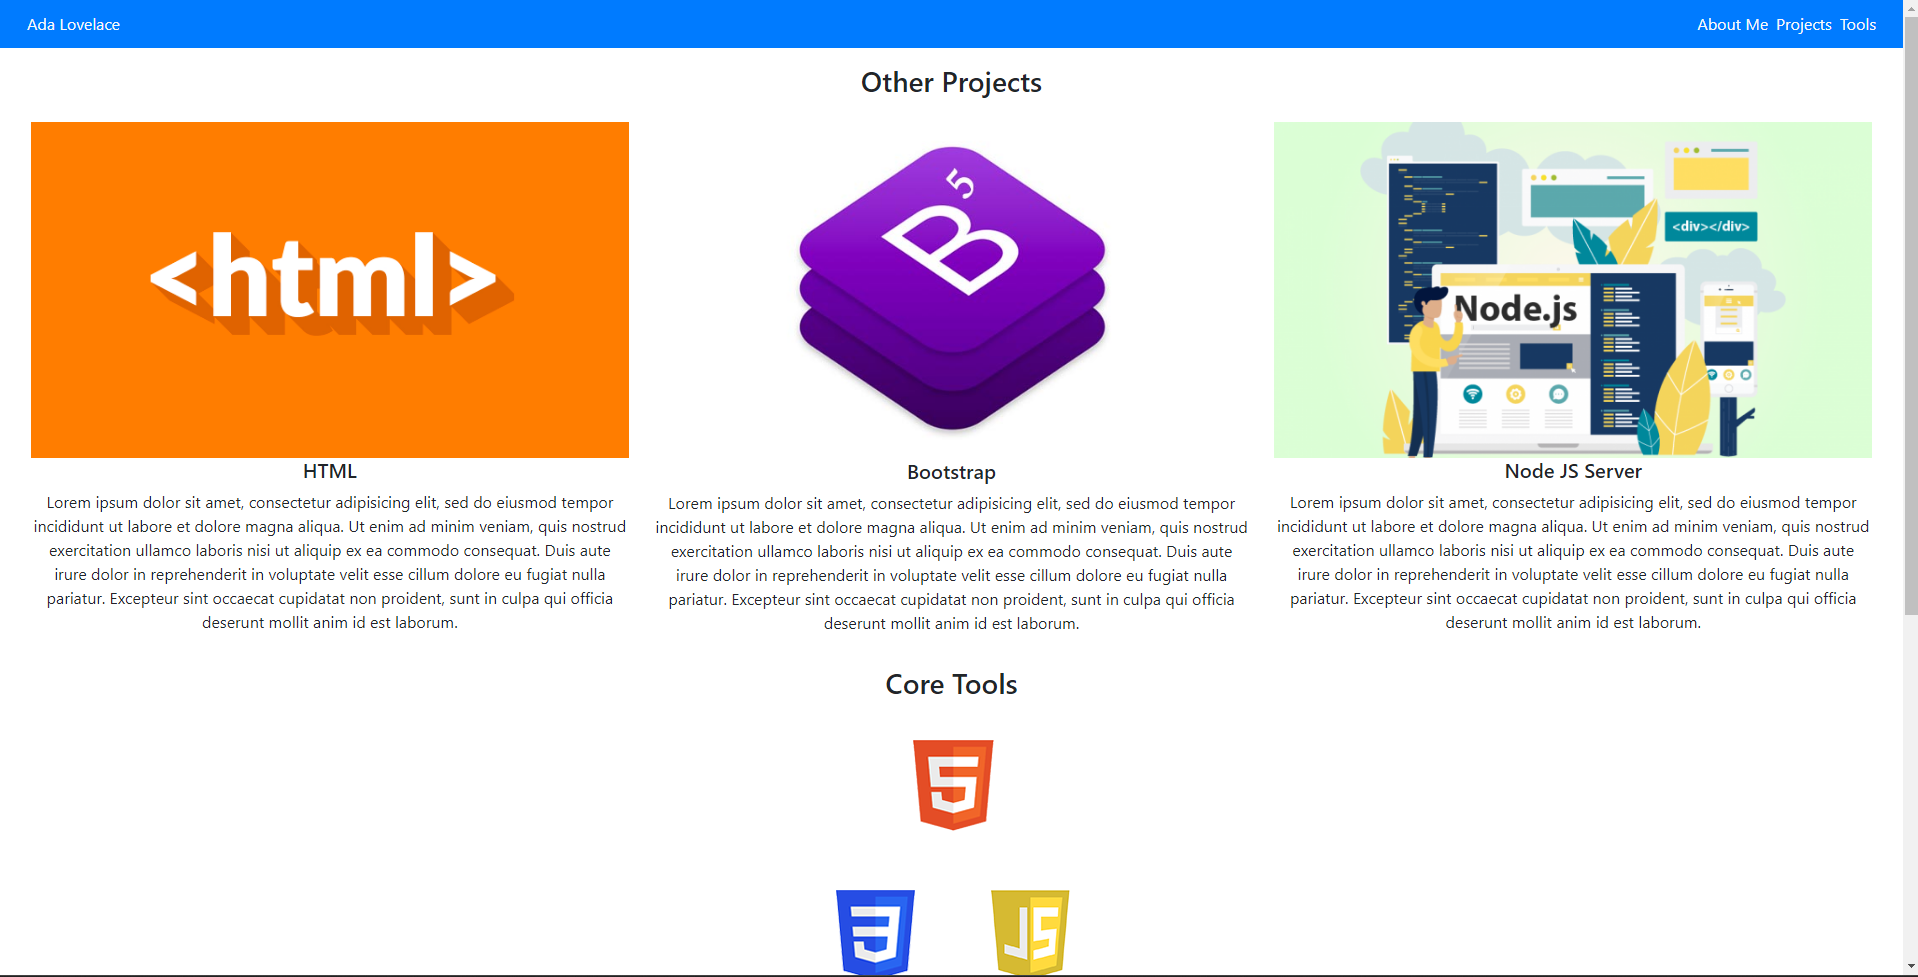 Ada Lovelace
About Me Projects Tools
Other Projects
<html>
B 5
<div></div>
Node.js
HTML
Lorem ipsum dolor sit amet, consectetur adipisicing elit, sed do eiusmod tempor
incididunt ut labore et dolore magna aliqua. Ut enim ad minim veniam, quis nostrud
exercitation ullamco laboris nisi ut aliquip ex ea commodo consequat. Duis aute
irure dolor in reprehenderit in voluptate velit esse cillum dolore eu fugiat nulla
pariatur. Excepteur sint occaecat cupidatat non proident, sunt in culpa qui officia
deserunt mollit anim id est laborum.
Bootstrap
Lorem ipsum dolor sit amet, consectetur adipisicing elit, sed do eiusmod tempor
incididunt ut labore et dolore magna aliqua. Ut enim ad minim veniam, quis nostrud
exercitation ullamco laboris nisi ut aliquip ex ea commodo consequat. Duis aute
irure dolor in reprehenderit in voluptate velit esse cillum dolore eu fugiat nulla
pariatur. Excepteur sint occaecat cupidatat non proident, sunt in culpa qui officia
deserunt mollit anim id est laborum.
Node JS Server
Lorem ipsum dolor sit amet, consectetur adipisicing elit, sed do eiusmod tempor
incididunt ut labore et dolore magna aliqua. Ut enim ad minim veniam, quis nostrud
exercitation ullamco laboris nisi ut aliquip ex ea commodo consequat. Duis aute
irure dolor in reprehenderit in voluptate velit esse cillum dolore eu fugiat nulla
pariatur. Excepteur sint occaecat cupidatat non proident, sunt in culpa qui officia
deserunt mollit anim id est laborum.
Core Tools
5
3
JS